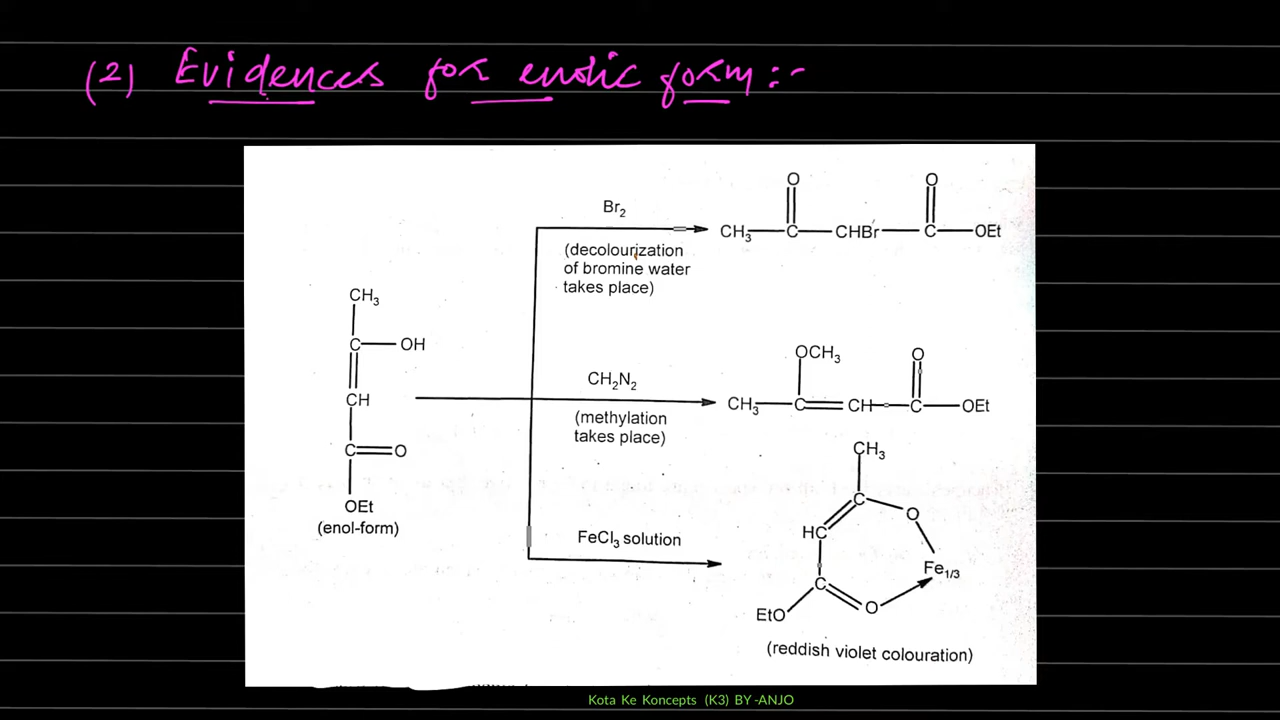 (2) Evidences for enolic form :-
Br2
(decolourization
of bromine water
takes place)
O O
CH3 C CHBr C OEt
CH3
C OH
CH
C O
OEt
(enol-form)
CH2N2
(methylation
takes place)
OCH3 O
CH3 C CH C OEt
FeCl3 solution
CH3
C O
HC
Fe1/3
C
EtO O
(reddish violet colouration)
Kota Ke Koncepts (K3) BY -ANJO